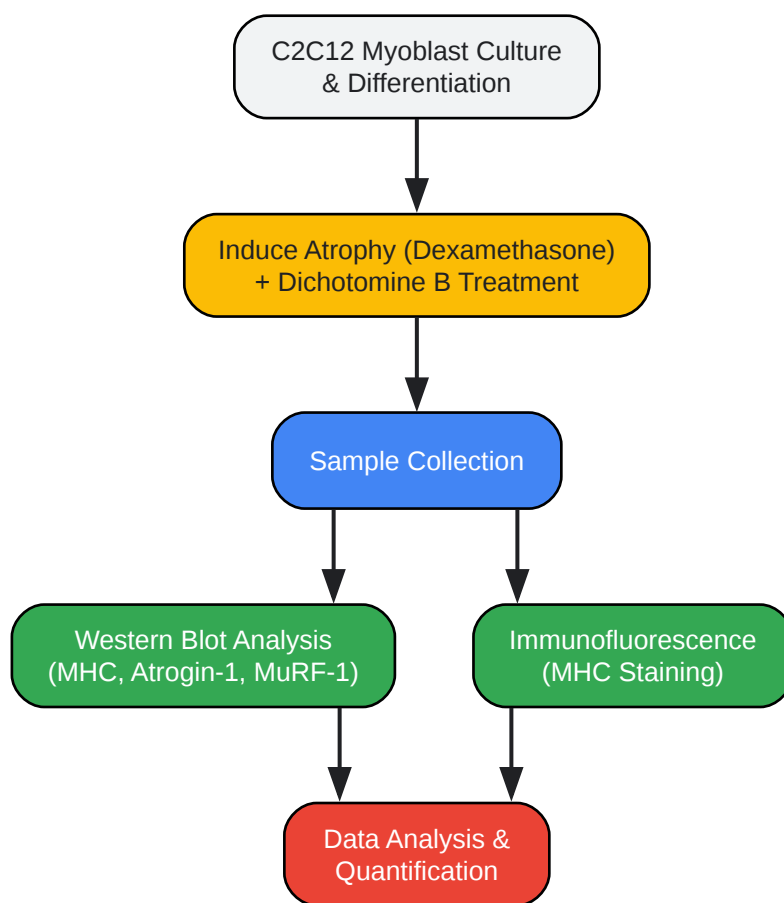 C2C12 Myoblast Culture
& Differentiation
Induce Atrophy (Dexamethasone)
+ Dichotomine B Treatment
Sample Collection
Western Blot Analysis
(MHC, Atrogin-1, MuRF-1)
Immunofluorescence
(MHC Staining)
Data Analysis &
Quantification